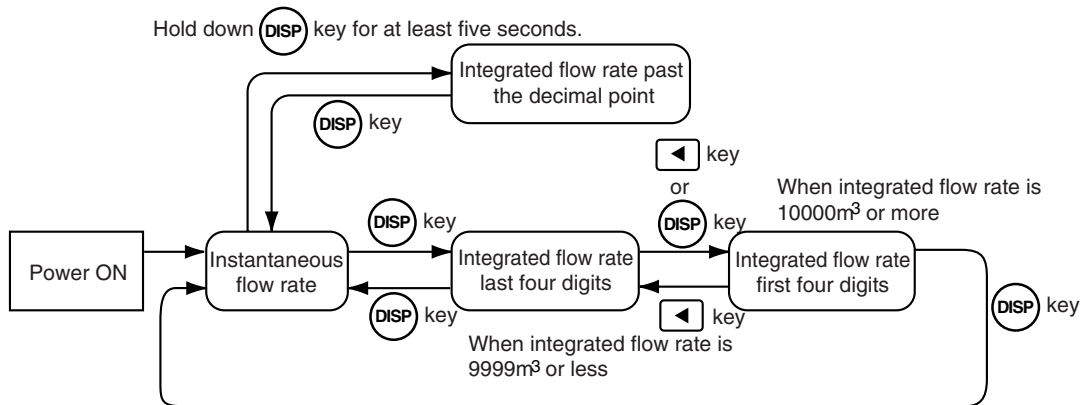 Hold down DISP key for at least five seconds.
Integrated flow rate past
the decimal point
DISP key
◀ key
or
DISP key
When integrated flow rate is
10000m³ or more
DISP key
Power ON
Instantaneous
flow rate
Integrated flow rate
last four digits
Integrated flow rate
first four digits
DISP key
◀ key
DISP key
When integrated flow rate is
9999m³ or less